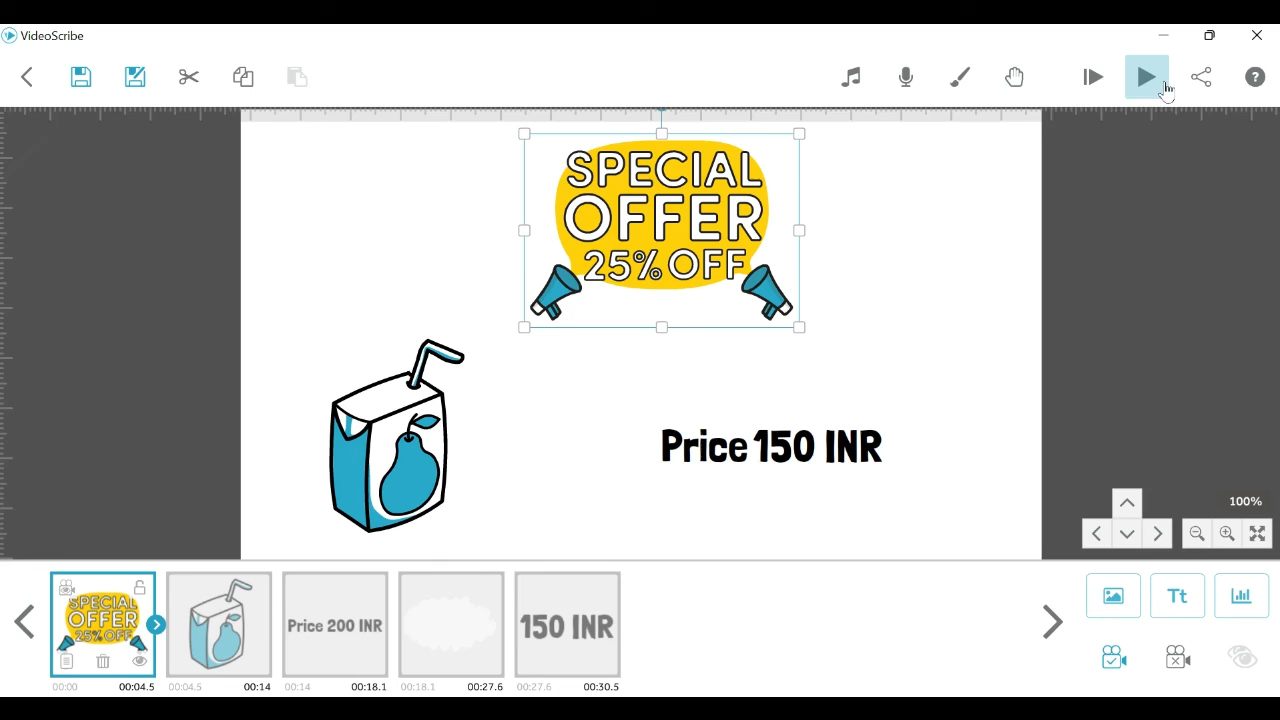 VideoScribe
SPECIAL
OFFER
25% OFF
Price 150 INR
100%
SPECIAL
OFFER
25% OFF
Price 200 INR
150 INR
Tt
00:00 00:04.5 00:04.5 00:14 00:14 00:18.1 00:18.1 00:27.6 00:27.6 00:30.5